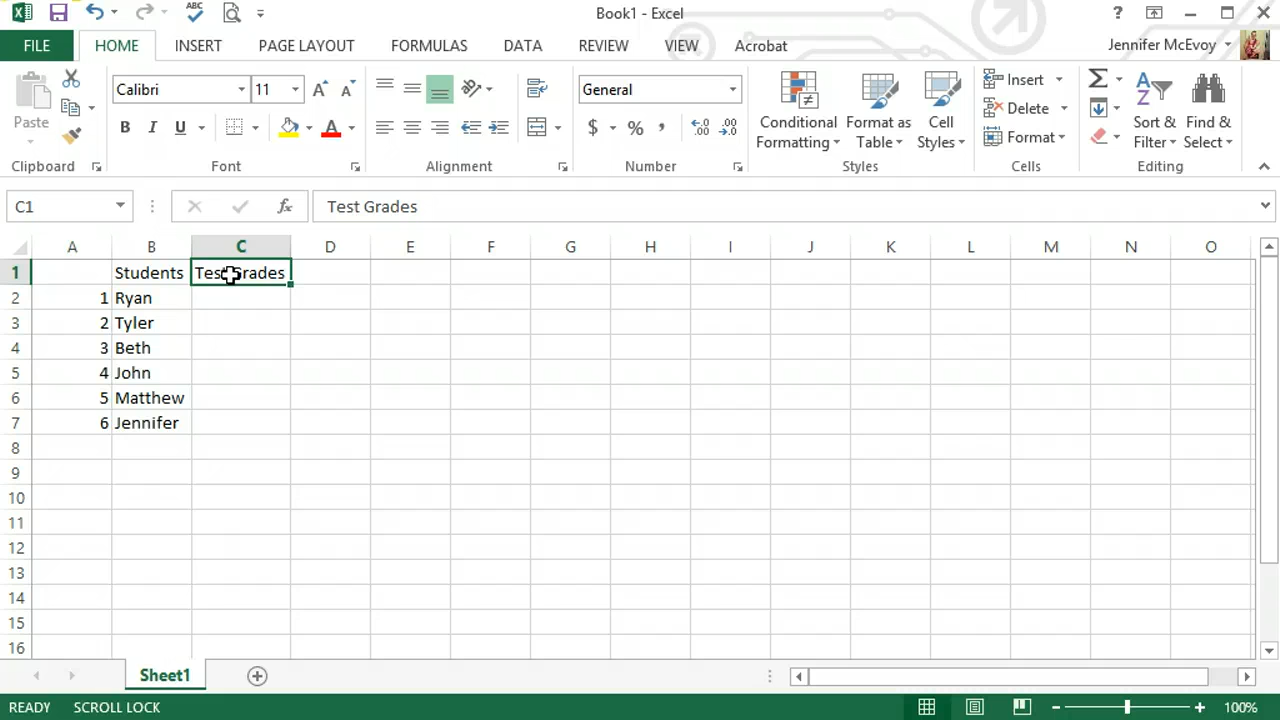 ABC
Book1 - Excel
?
FILE HOME INSERT PAGE LAYOUT FORMULAS DATA REVIEW VIEW Acrobat Jennifer McEvoy
Paste
Clipboard
Calibri 11
B I U
Font
Alignment
General
$ % ,
Number
Conditional Formatting
Format as Table
Cell Styles
Styles
Insert
Delete
Format
Cells
Sort & Filter
Find & Select
Editing
C1 fx Test Grades
A B C D E F G H I J K L M N O
1 Students Test Grades
2 1 Ryan
3 2 Tyler
4 3 Beth
5 4 John
6 5 Matthew
7 6 Jennifer
8
9
10
11
12
13
14
15
16
Sheet1
READY SCROLL LOCK 100%